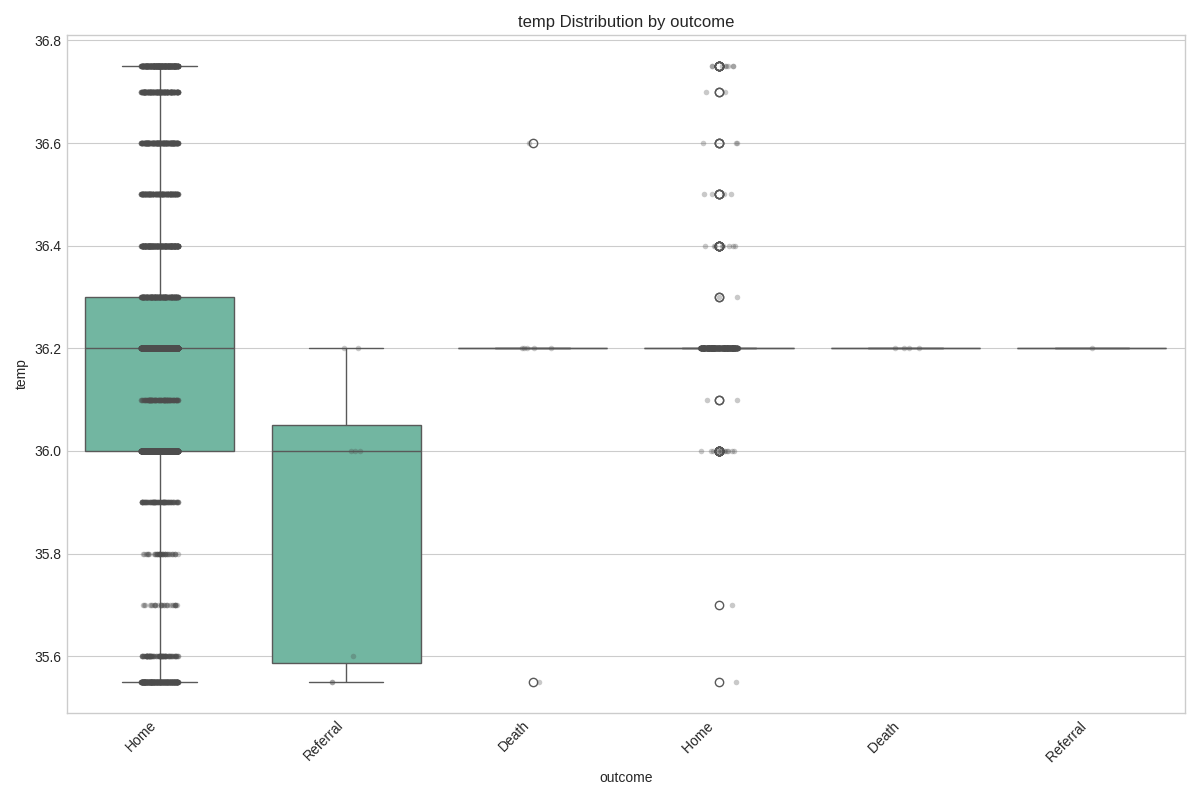 temp Distribution by outcome
36.8
36.6
36.4
36.2
36.0
35.8
35.6
temp
Home
Referral
Death
Home
Death
Referral
outcome